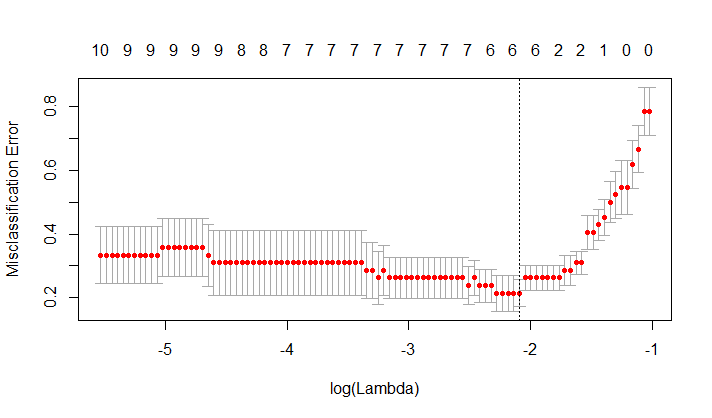 10 9 9 9 9 9 8 8 7 7 7 7 7 7 7 7 7 6 6 6 2 2 1 0 0
Misclassification Error
0.8
0.6
0.4
0.2
-5 -4 -3 -2 -1
log(Lambda)